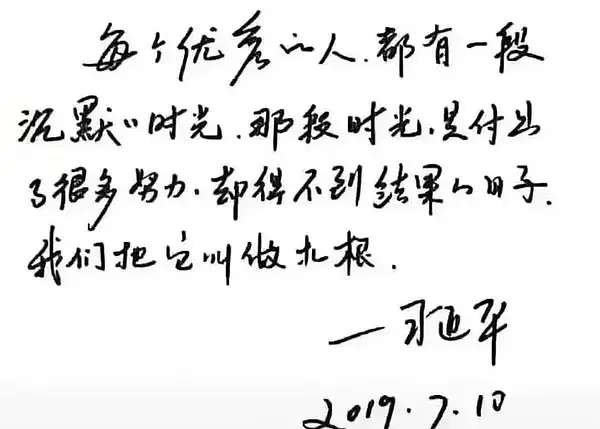 每个优秀的人.都有一段
沉默的时光.那段时光.是付出
了很多努力.却得不到结果的日子.
我们把它叫做扎根.
—习近平
2019.7.10